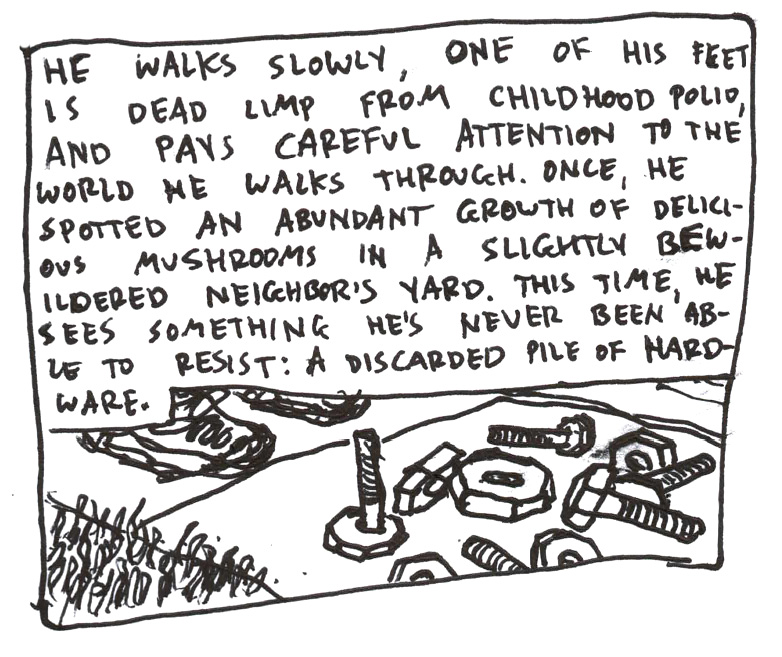 HE WALKS SLOWLY, ONE OF HIS FEET
IS DEAD LIMP FROM CHILDHOOD POLIO,
AND PAYS CAREFUL ATTENTION TO THE
WORLD HE WALKS THROUGH. ONCE, HE
SPOTTED AN ABUNDANT GROWTH OF DELICI-
OUS MUSHROOMS IN A SLIGHTLY BEW-
ILDERED NEIGHBOR'S YARD. THIS TIME, HE
SEES SOMETHING HE'S NEVER BEEN AB-
LE TO RESIST: A DISCARDED PILE OF HARD-
WARE.